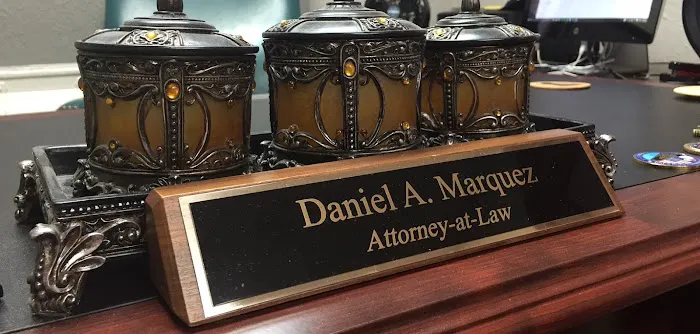 Daniel A. Marquez
Attorney-at-Law